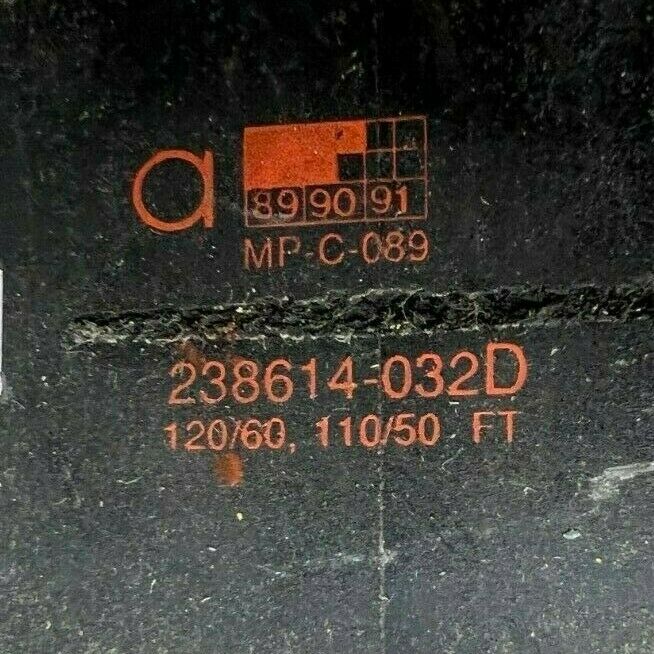 a
89 90 91
MP-C-089
238614-032D
120/60, 110/50 FT